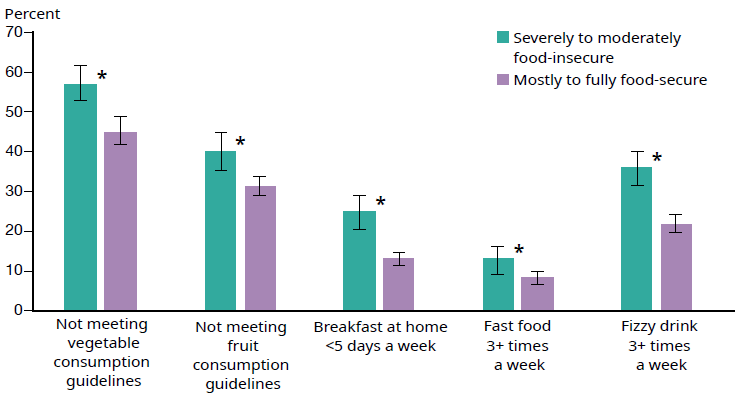 Percent
70
60
50
40
30
20
10
0
Severely to moderately
food-insecure
Mostly to fully food-secure
*
*
*
*
*
Not meeting
vegetable
consumption
guidelines
Not meeting
fruit
consumption
guidelines
Breakfast at home
<5 days a week
Fast food
3+ times
a week
Fizzy drink
3+ times
a week